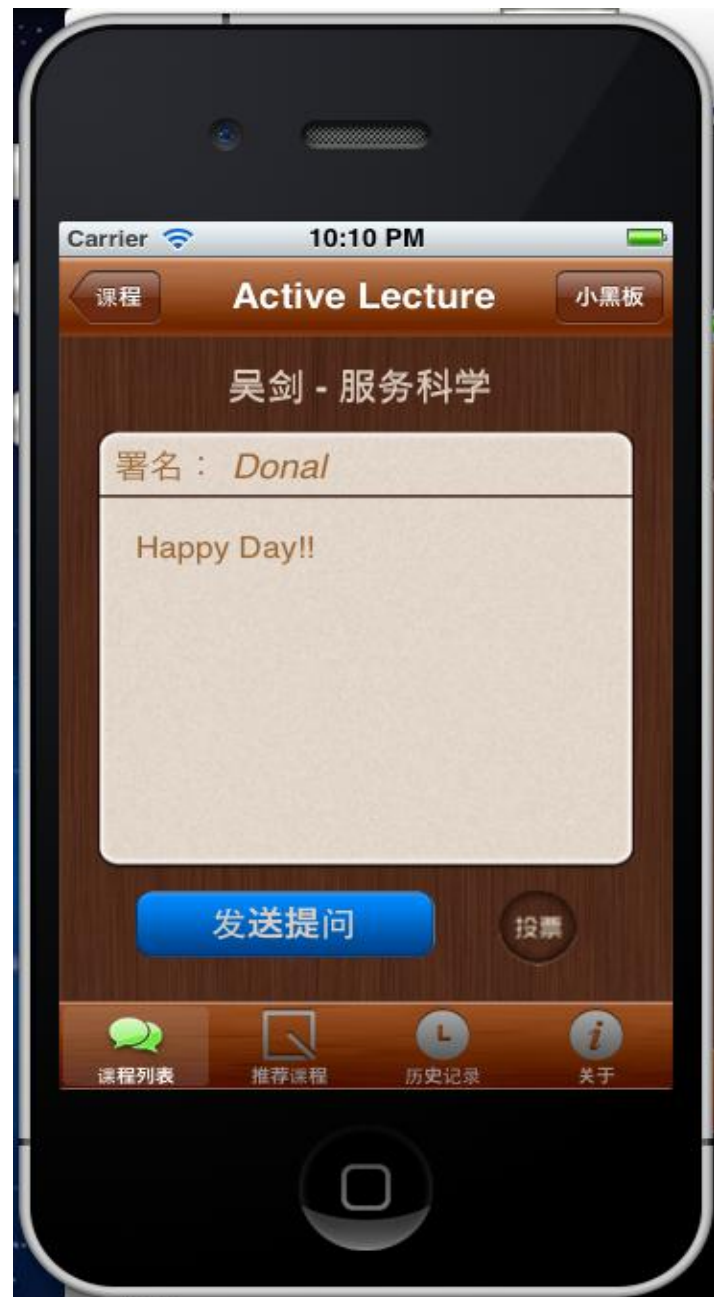 Carrier 10:10 PM
课程 Active Lecture 小黑板
吴剑 - 服务科学
署名： Donal
Happy Day!!
发送提问 投票
课程列表 推荐课程 历史记录 关于